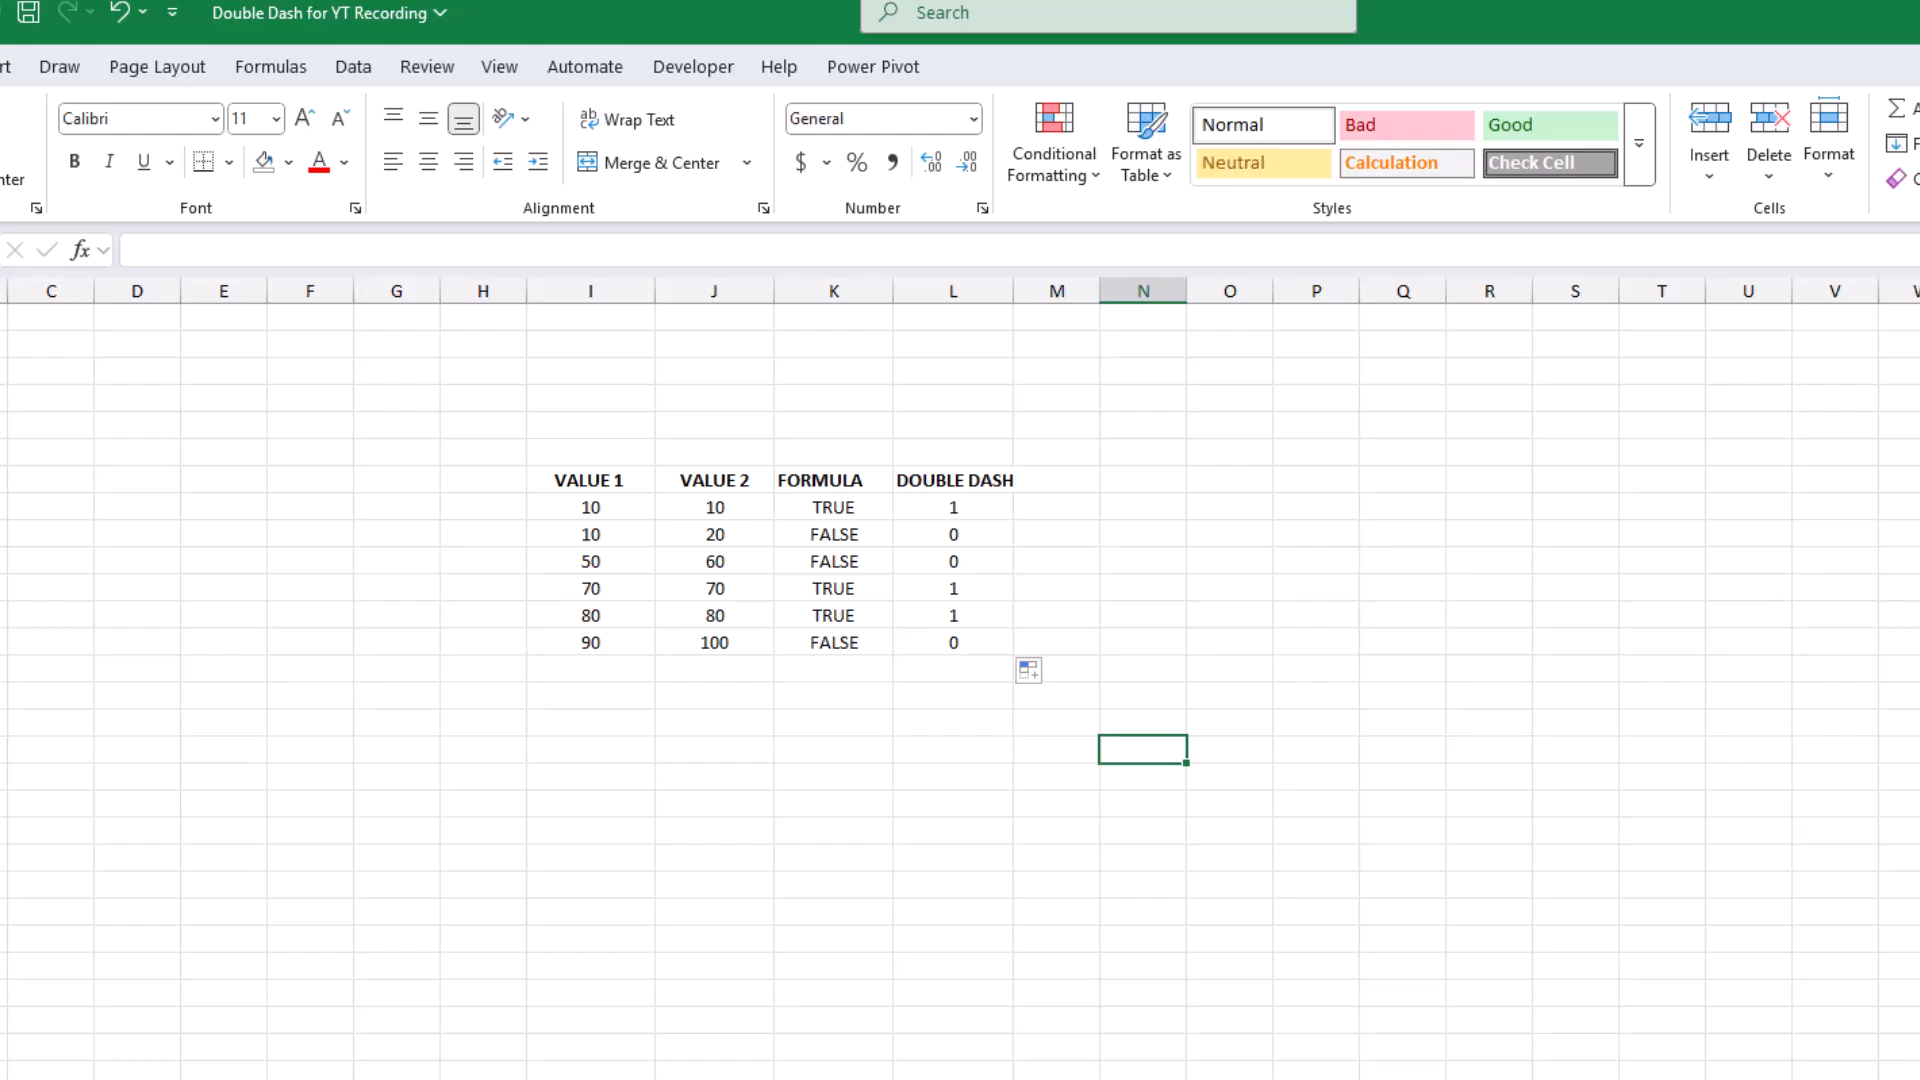 Double Dash for YT Recording
Search
rt Draw Page Layout Formulas Data Review View Automate Developer Help Power Pivot
Calibri 11 Wrap Text General Normal Bad Good
B I U Merge & Center $ % Neutral Calculation Check Cell
Conditional Formatting
Format as Table
Insert Delete Format
nter
Font Alignment Number Styles Cells
fx
C D E F G H I J K L M N O P Q R S T U V
VALUE 1 VALUE 2 FORMULA DOUBLE DASH
10 10 TRUE 1
10 20 FALSE 0
50 60 FALSE 0
70 70 TRUE 1
80 80 TRUE 1
90 100 FALSE 0